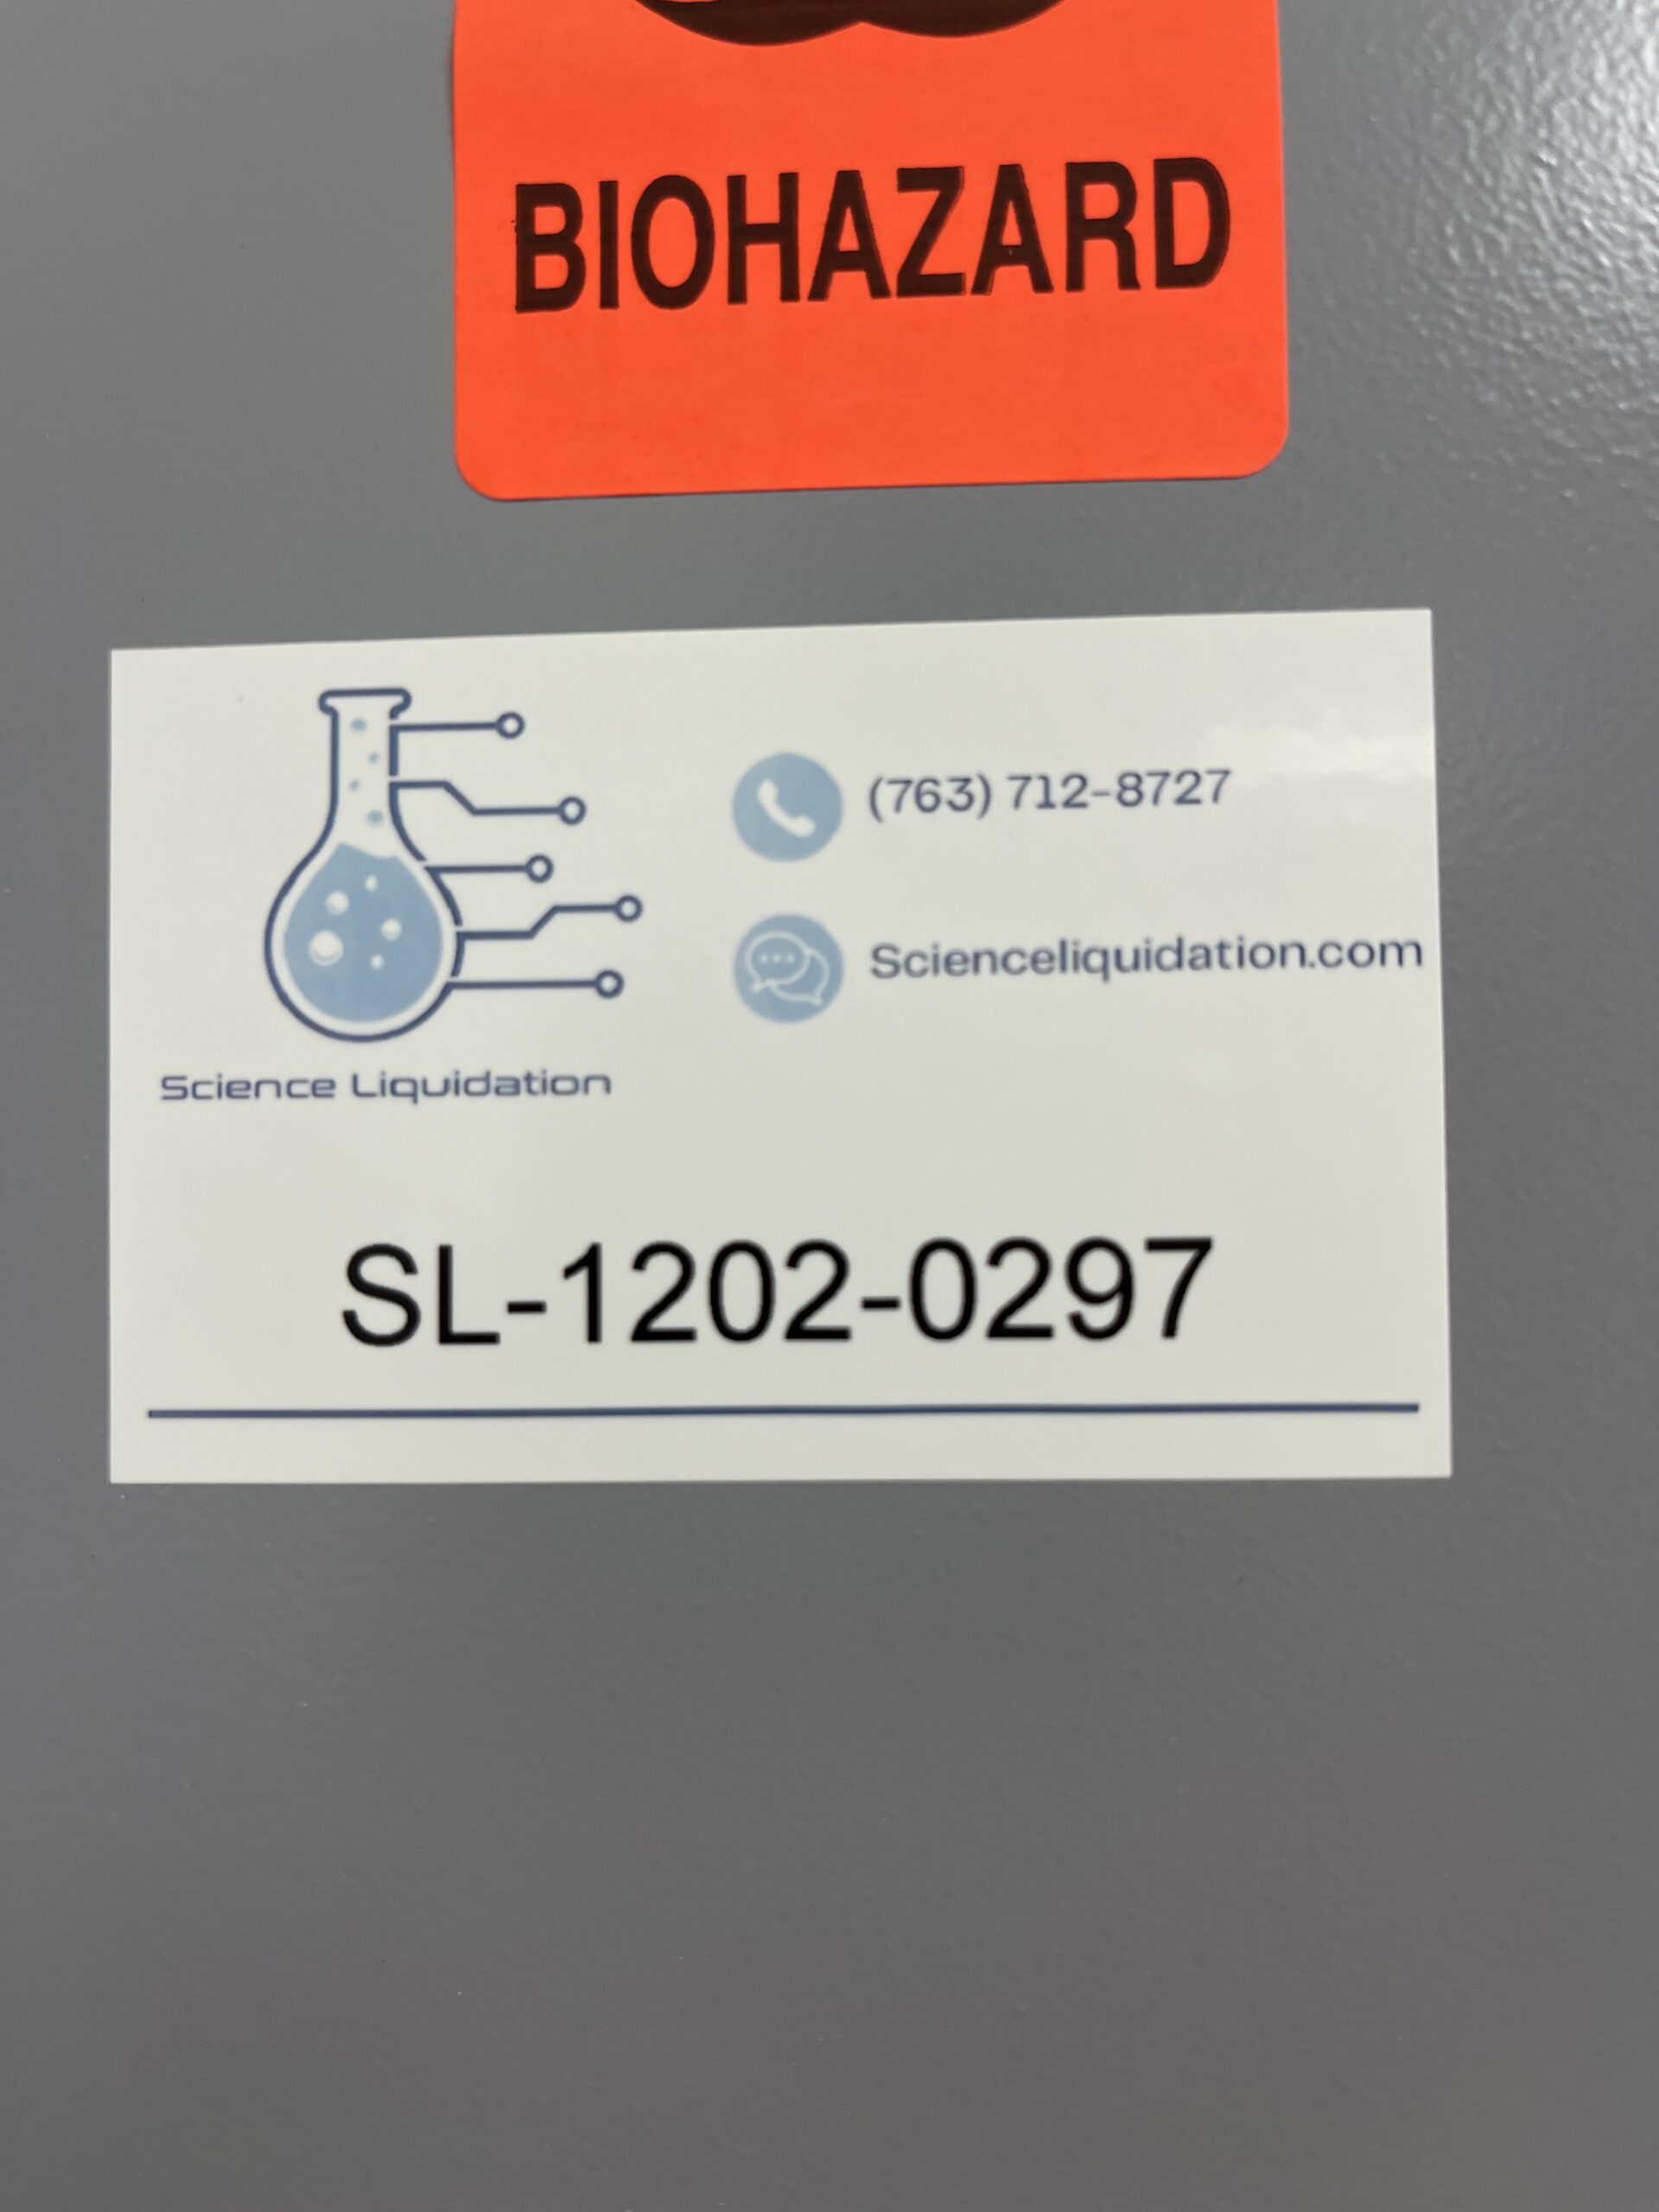 BIOHAZARD
(763) 712-8727
Scienceliquidation.com
Science Liquidation
SL-1202-0297